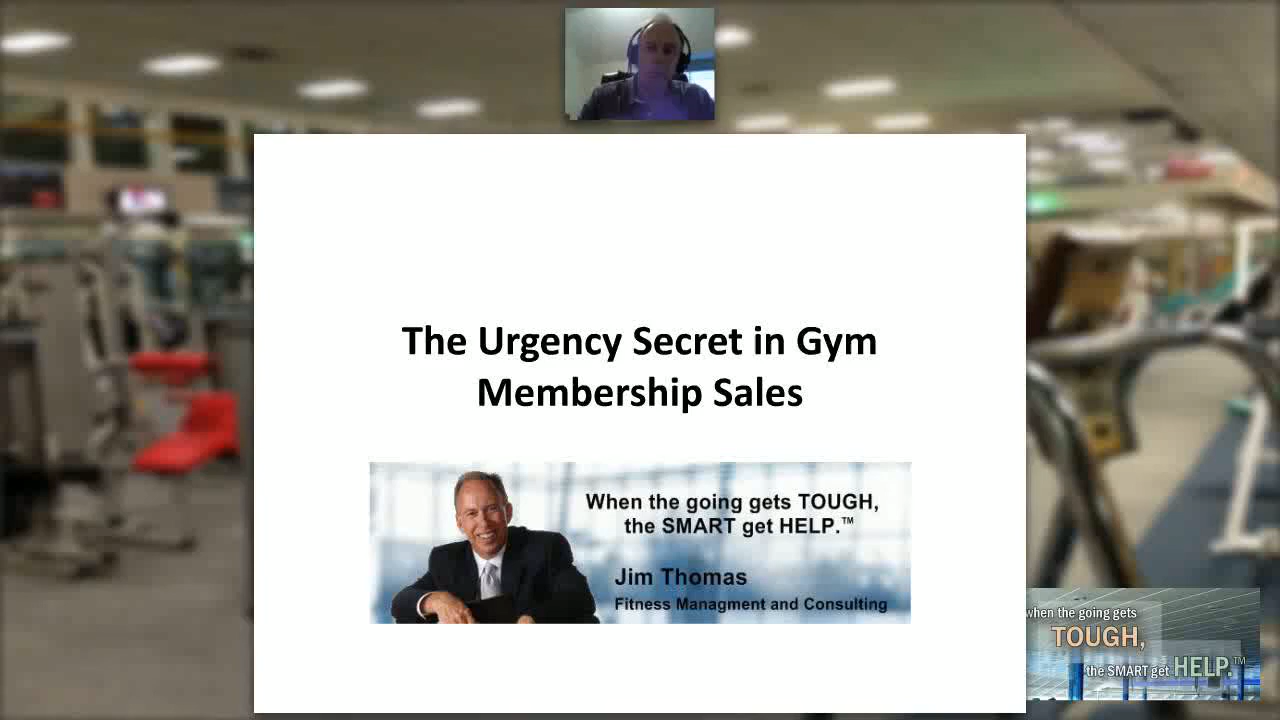 The Urgency Secret in Gym
Membership Sales
When the going gets TOUGH,
the SMART get HELP.™
Jim Thomas
Fitness Managment and Consulting
when the going gets
TOUGH,
the SMART get HELP.™